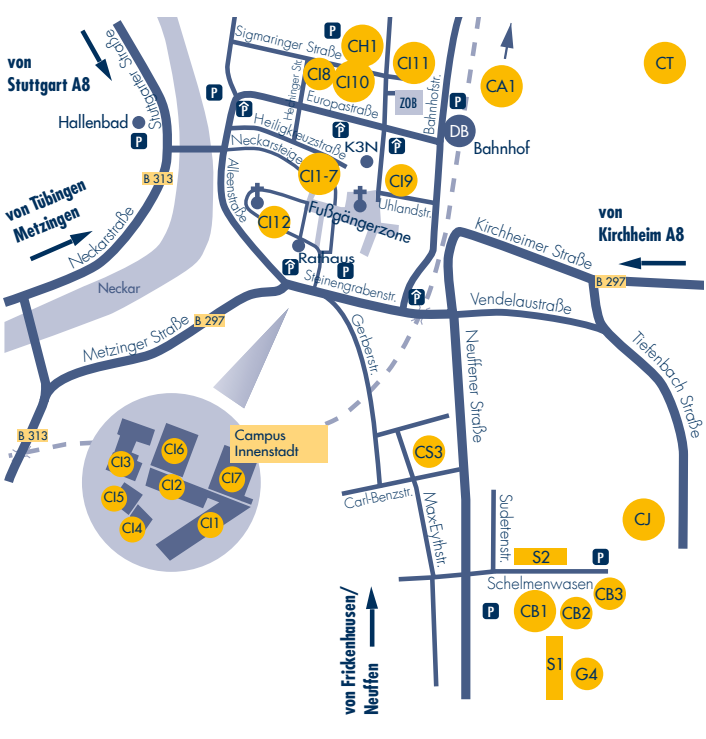 von
Stuttgart A8
Stuttgarter Straße
Hallenbad
P
P
P
Sigmaringer Straße
CH1
CI8
CI10
CI11
CA1
CT
Hechinger Str.
Europastraße
ZOB
Bahnhofstr.
P
DB
Bahnhof
P
P
P
Heiligkreuzstraße
Neckarsteige
K3N
CI1-7
CI9
Uhlandstr.
B 313
von Tübingen
Metzingen
Neckarstraße
Alleenstraße
CI12
Fußgängerzone
Rathaus
P
P
P
Steinengrabenstr.
Neckar
von
Kirchheim A8
Kirchheimer Straße
B 297
Vendelaustraße
Tiefenbach Straße
Metzinger Straße
B 297
Gerberstr.
Neuffener Straße
B 313
Campus
Innenstadt
CI3
CI6
CI7
CI2
CI5
CI4
CI1
CS3
Carl-Benzstr.
Max-Eythstr.
Sudetenstr.
CJ
S2
P
Schelmenwasen
CB3
P
CB1
CB2
S1
G4
von Frickenhausen/
Neuffen